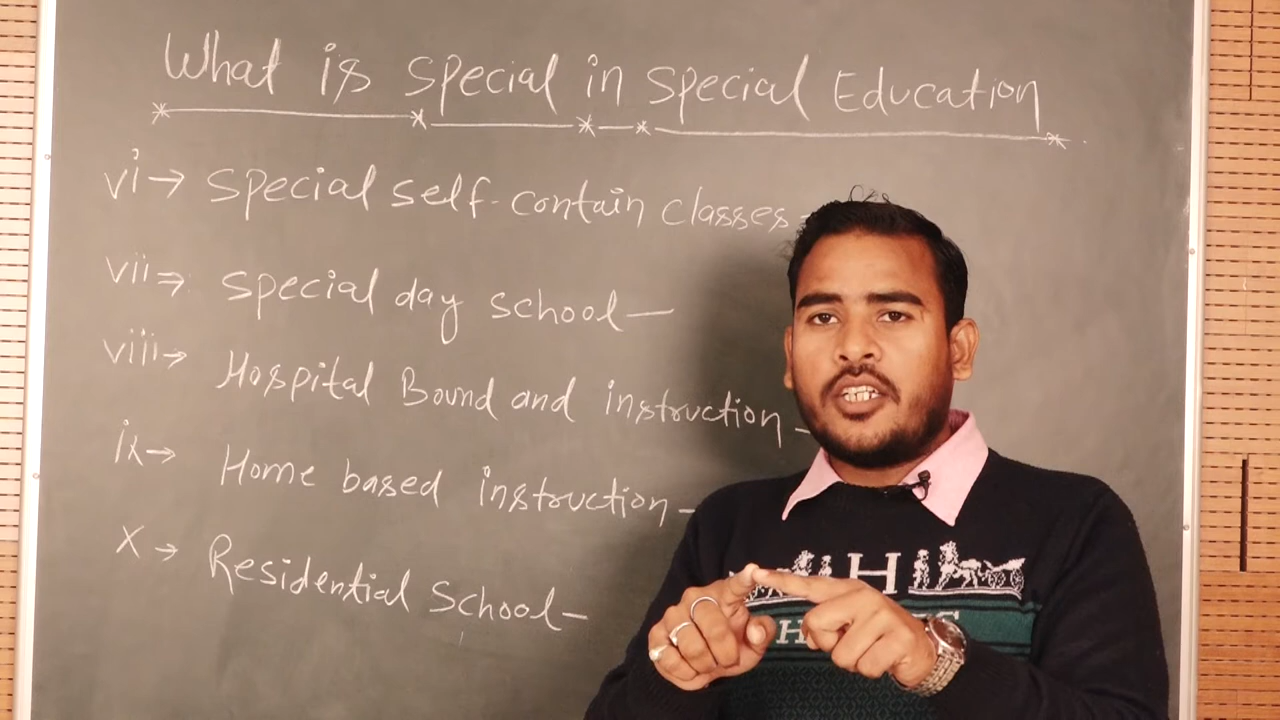 What is special in special Education
vi→ special self-contain classes-
vii→ special day school—
viii→ Hospital Bound and instruction-
ix→ Home based instruction-
x→ Residential School-
H